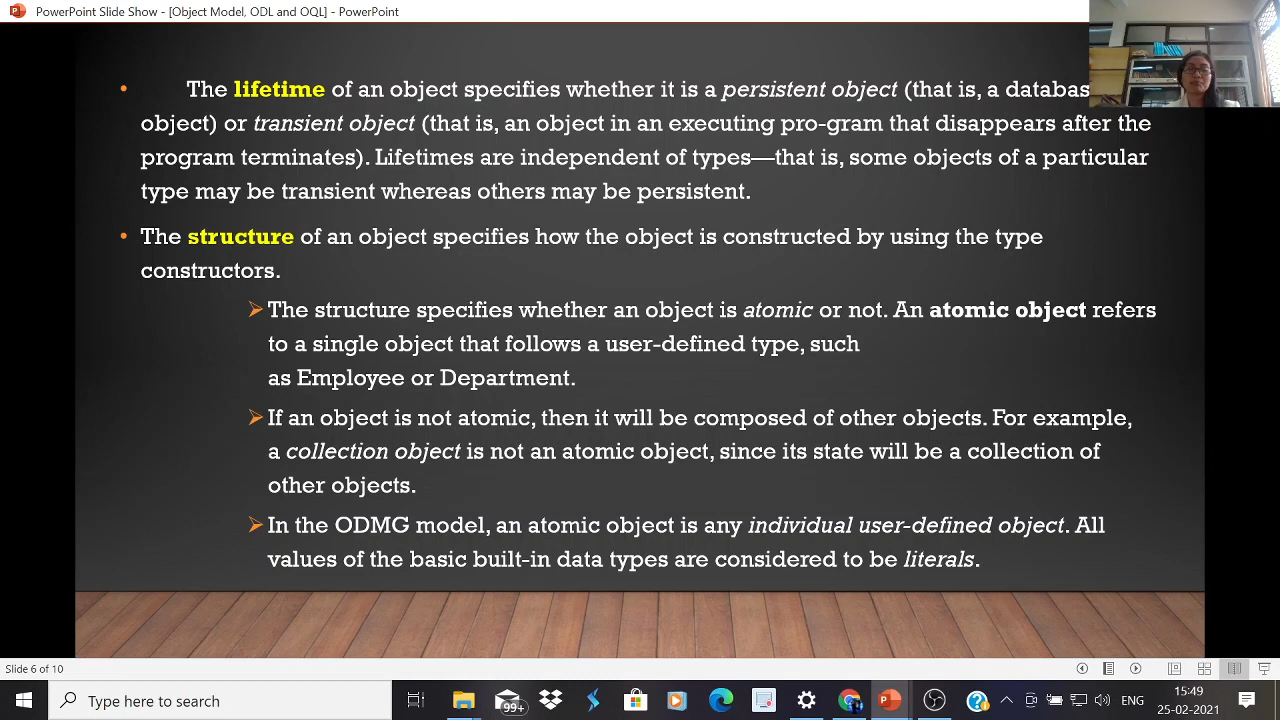 PowerPoint Slide Show - [Object Model, ODL and OQL] - PowerPoint
• The lifetime of an object specifies whether it is a persistent object (that is, a databas
object) or transient object (that is, an object in an executing pro-gram that disappears after the
program terminates). Lifetimes are independent of types—that is, some objects of a particular
type may be transient whereas others may be persistent.
• The structure of an object specifies how the object is constructed by using the type
constructors.
➢ The structure specifies whether an object is atomic or not. An atomic object refers
to a single object that follows a user-defined type, such
as Employee or Department.
➢ If an object is not atomic, then it will be composed of other objects. For example,
a collection object is not an atomic object, since its state will be a collection of
other objects.
➢ In the ODMG model, an atomic object is any individual user-defined object. All
values of the basic built-in data types are considered to be literals.
Slide 6 of 10
Type here to search
99+
ENG
15:49
25-02-2021